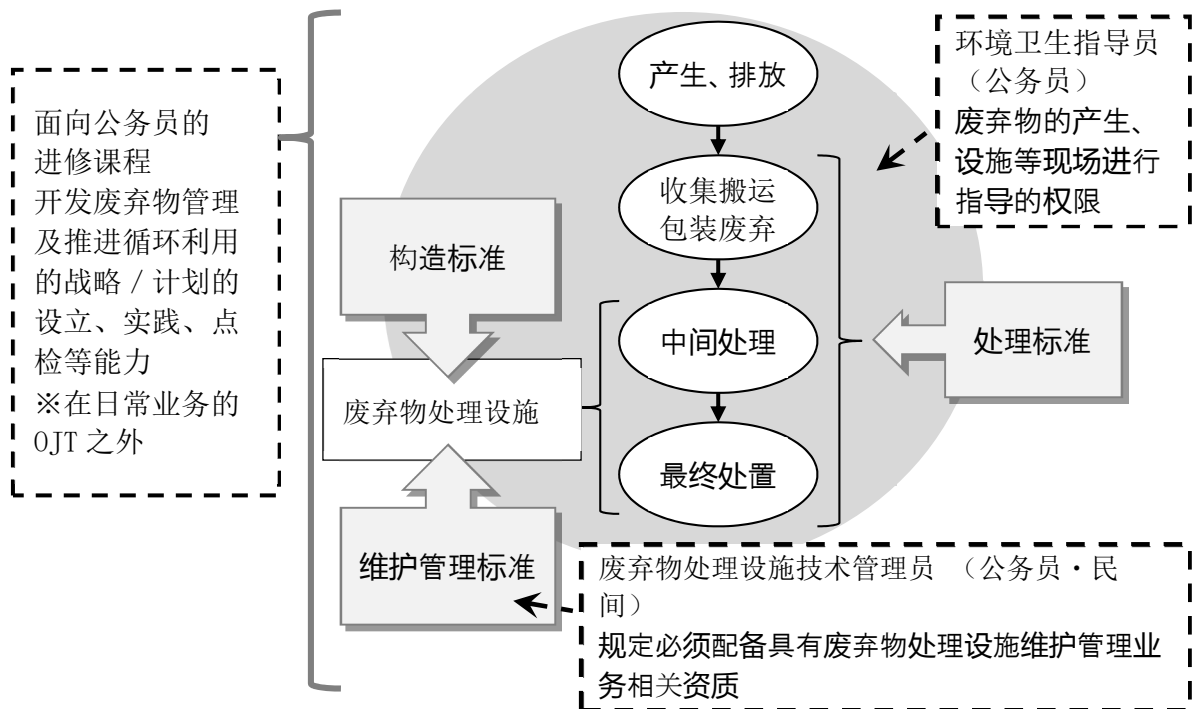 面向公务员的
进修课程
开发废弃物管理
及推进循环利用
的战略／计划的
设立、实践、点
检等能力
※在日常业务的
OJT 之外
产生、排放
收集搬运
包装废弃
中间处理
最终处置
构造标准
废弃物处理设施
维护管理标准
处理标准
环境卫生指导员
（公务员）
废弃物的产生、
设施等现场进行
指导的权限
废弃物处理设施技术管理员 （公务员・民
间）
规定必须配备具有废弃物处理设施维护管理业
务相关资质